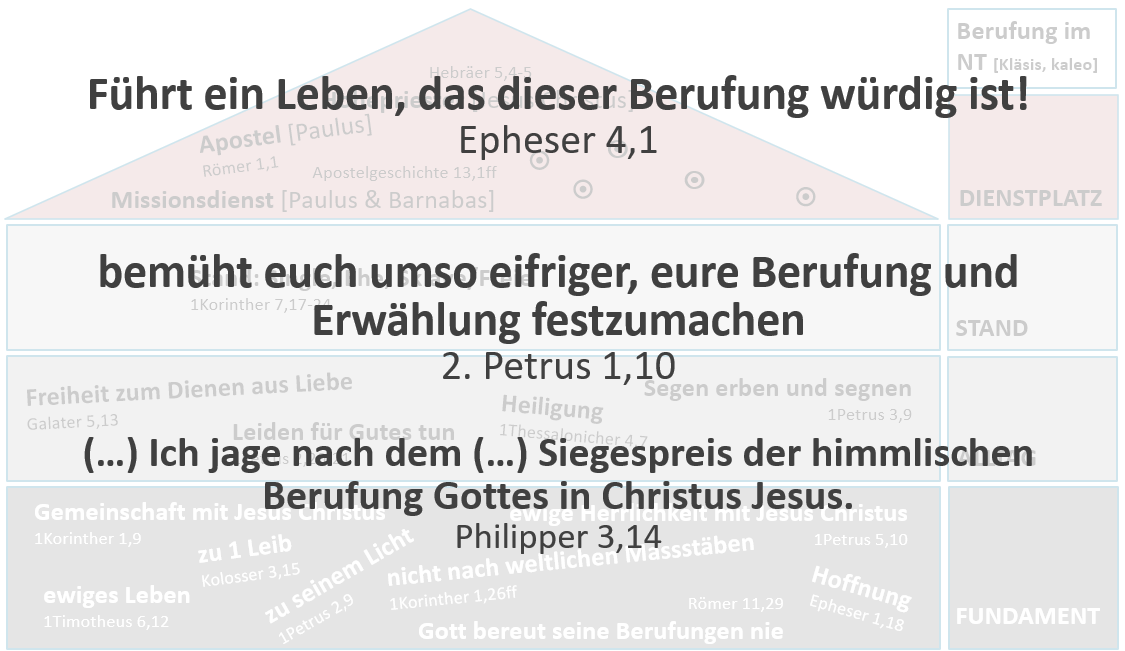 Berufung im
NT [Kläsis, kaleo]
Hebräer 5,4-5
Führt ein Leben, das dieser Berufung würdig ist!
Epheser 4,1
Apostel [Paulus]
Römer 1,1
Apostelgeschichte 13,1ff
Missionsdienst [Paulus & Barnabas]
DIENSTPLATZ
bemüht euch umso eifriger, eure Berufung und
Erwählung festzumachen
2. Petrus 1,10
1Korinther 7,17-24
STAND
Freiheit zum Dienen aus Liebe
Galater 5,13
Heiligung
1Thessalonicher 4,7
Segen erben und segnen
1Petrus 3,9
Leiden für Gutes tun
(…) Ich jage nach dem (…) Siegespreis der himmlischen
Berufung Gottes in Christus Jesus.
Philipper 3,14
Gemeinschaft mit Jesus Christus
1Korinther 1,9
ewige Herrlichkeit mit Jesus Christus
1Petrus 5,10
zu 1 Leib
Kolosser 3,15
zu seinem Licht
1Petrus 2,9
nicht nach weltlichen Massstäben
1Korinther 1,26ff
Hoffnung
Epheser 1,18
ewiges Leben
1Timotheus 6,12
Römer 11,29
Gott bereut seine Berufungen nie
FUNDAMENT